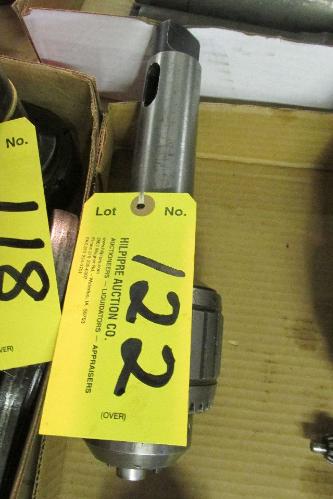 No.
118
(OVER)
Lot No.
HILPIPRE AUCTION CO.
AUCTIONEERS — LIQUIDATORS — APPRAISERS
122
(OVER)